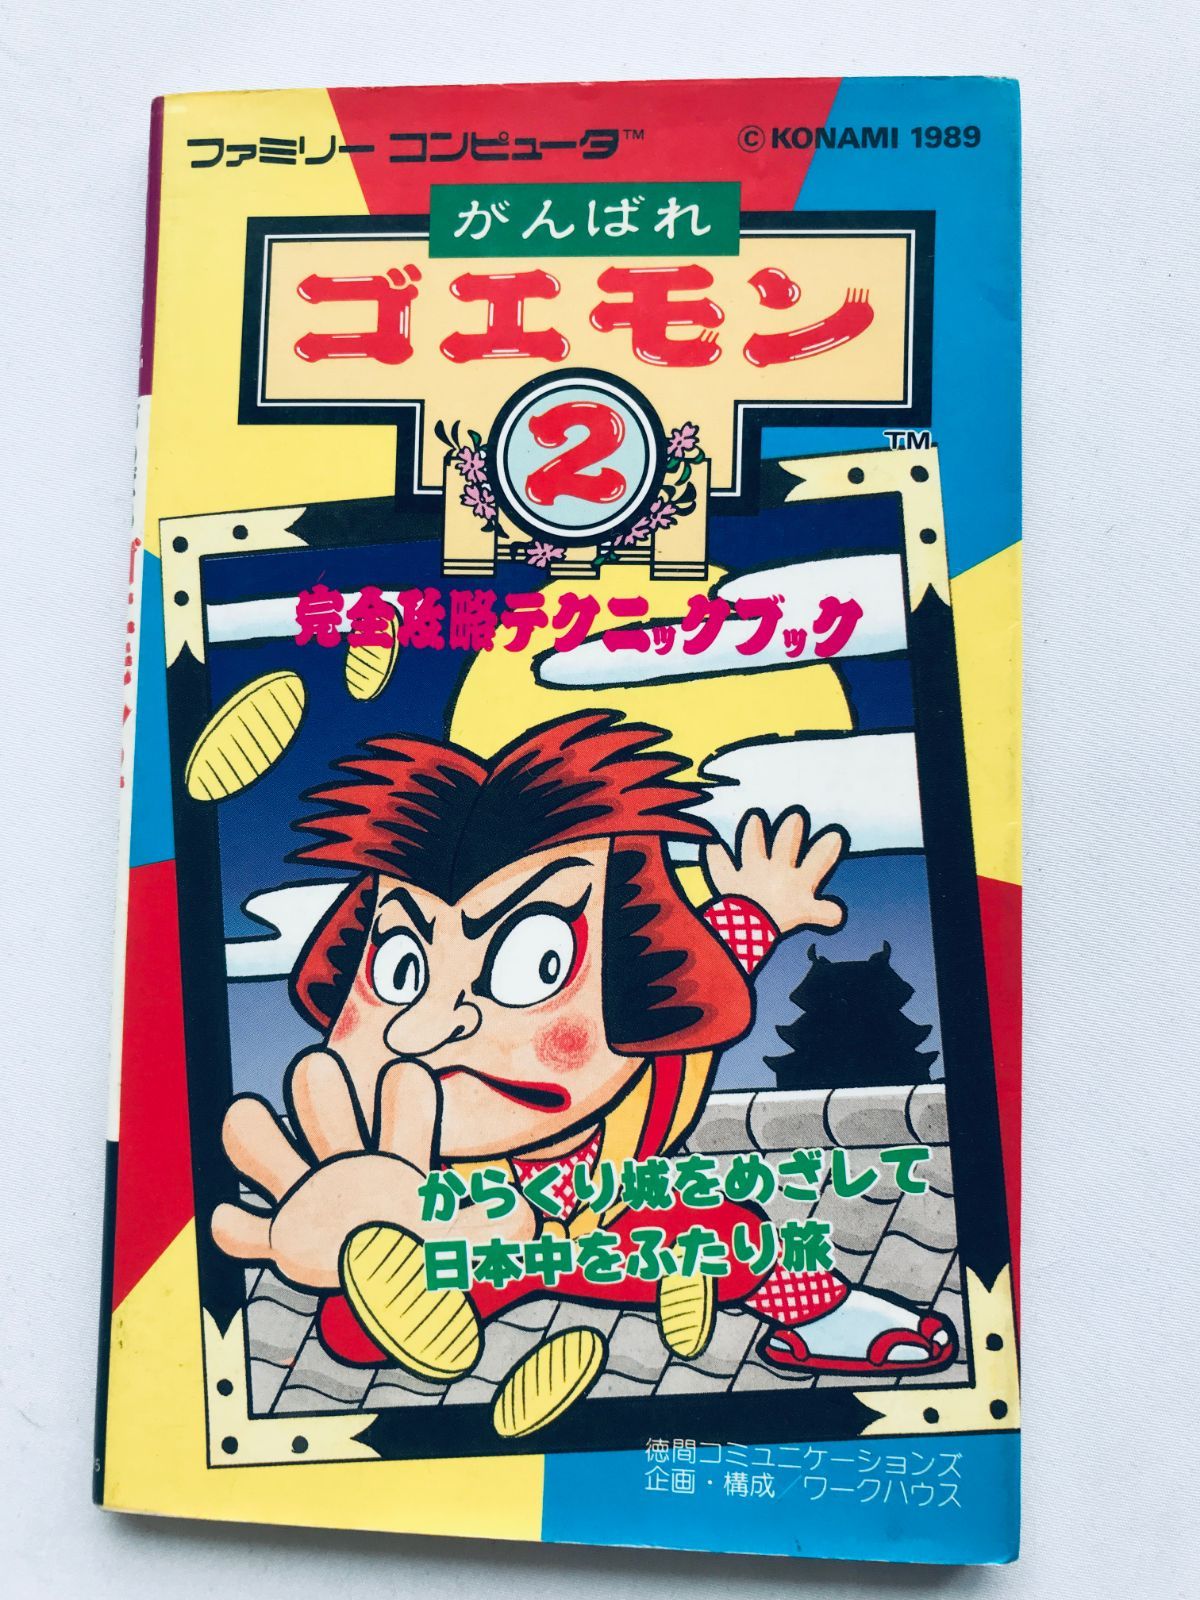 ファミリー コンピュータ™
© KONAMI 1989
がんばれ
ゴエモン
2
TM
完全攻略テクニックブック
からくり城をめざして
日本中をふたり旅
徳間コミュニケーションズ
企画・構成/ワークハウス